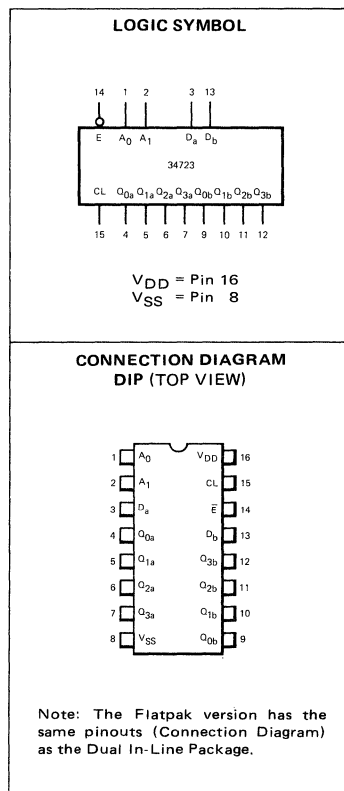 LOGIC SYMBOL
14 1 2 3 13
E A0 A1 Da Db
34723
CL Q0a Q1a Q2a Q3a Q0b Q1b Q2b Q3b
15 4 5 6 7 9 10 11 12
VDD = Pin 16
VSS = Pin 8
CONNECTION DIAGRAM
DIP (TOP VIEW)
1 A0 VDD 16
2 A1 CL 15
3 Da E̅ 14
4 Q0a Db 13
5 Q1a Q3b 12
6 Q2a Q2b 11
7 Q3a Q1b 10
8 VSS Q0b 9
Note: The Flatpak version has the
same pinouts (Connection Diagram)
as the Dual In-Line Package.